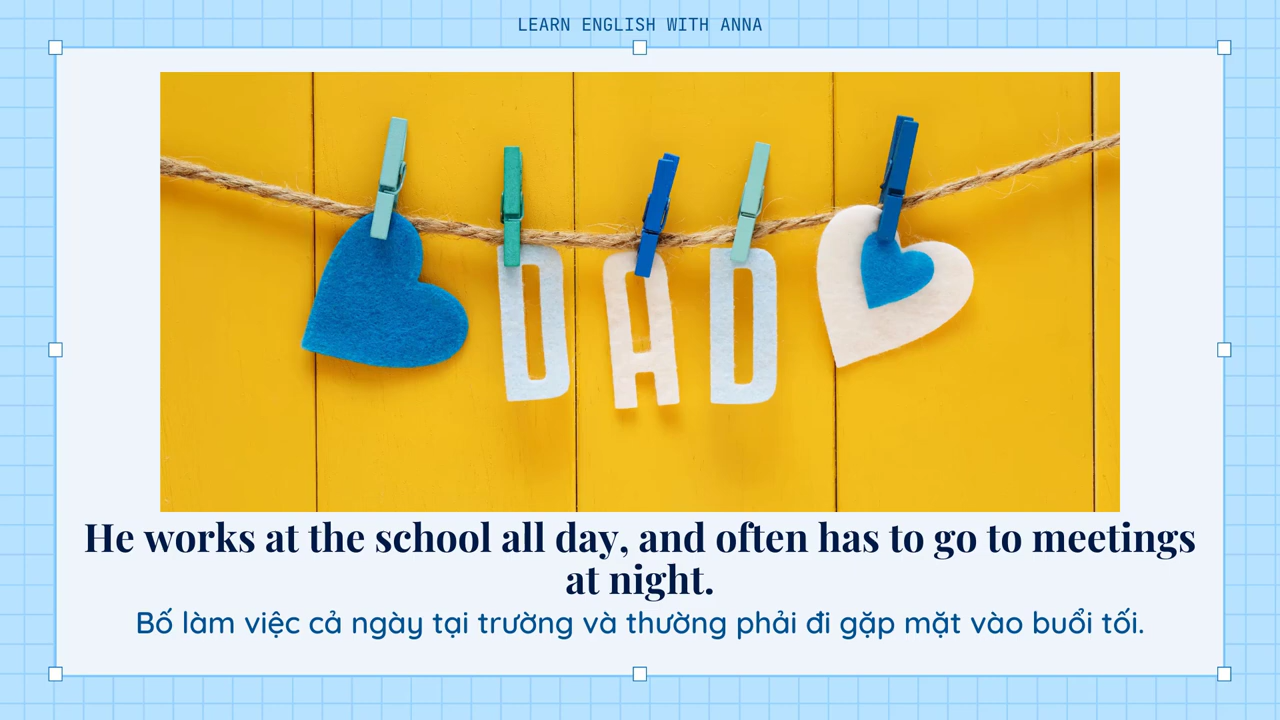 LEARN ENGLISH WITH ANNA
DAD
He works at the school all day, and often has to go to meetings
at night.
Bố làm việc cả ngày tại trường và thường phải đi gặp mặt vào buổi tối.